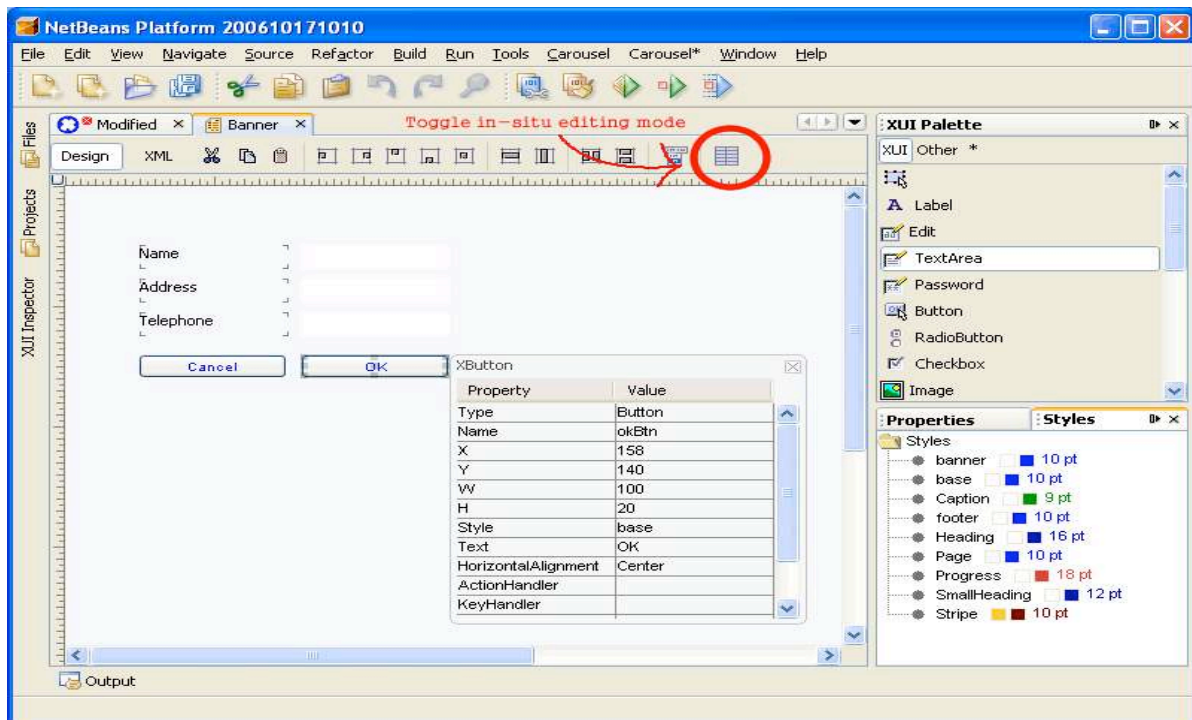 NetBeans Platform 200610171010
File Edit View Navigate Source Refactor Build Run Tools Carousel Carousel* Window Help
Modified Banner
Toggle in-situ editing mode
Design XML
Files
Projects
XUI Inspector
Name
Address
Telephone
Cancel OK
XButton
Property Value
Type Button
Name okBtn
X 158
Y 140
W 100
H 20
Style base
Text OK
HorizontalAlignment Center
ActionHandler
KeyHandler
XUI Palette
XUI Other *
Label
Edit
TextArea
Password
Button
RadioButton
Checkbox
Image
Properties Styles
Styles
banner 10 pt
base 10 pt
Caption 9 pt
footer 10 pt
Heading 16 pt
Page 10 pt
Progress 18 pt
SmallHeading 12 pt
Stripe 10 pt
Output